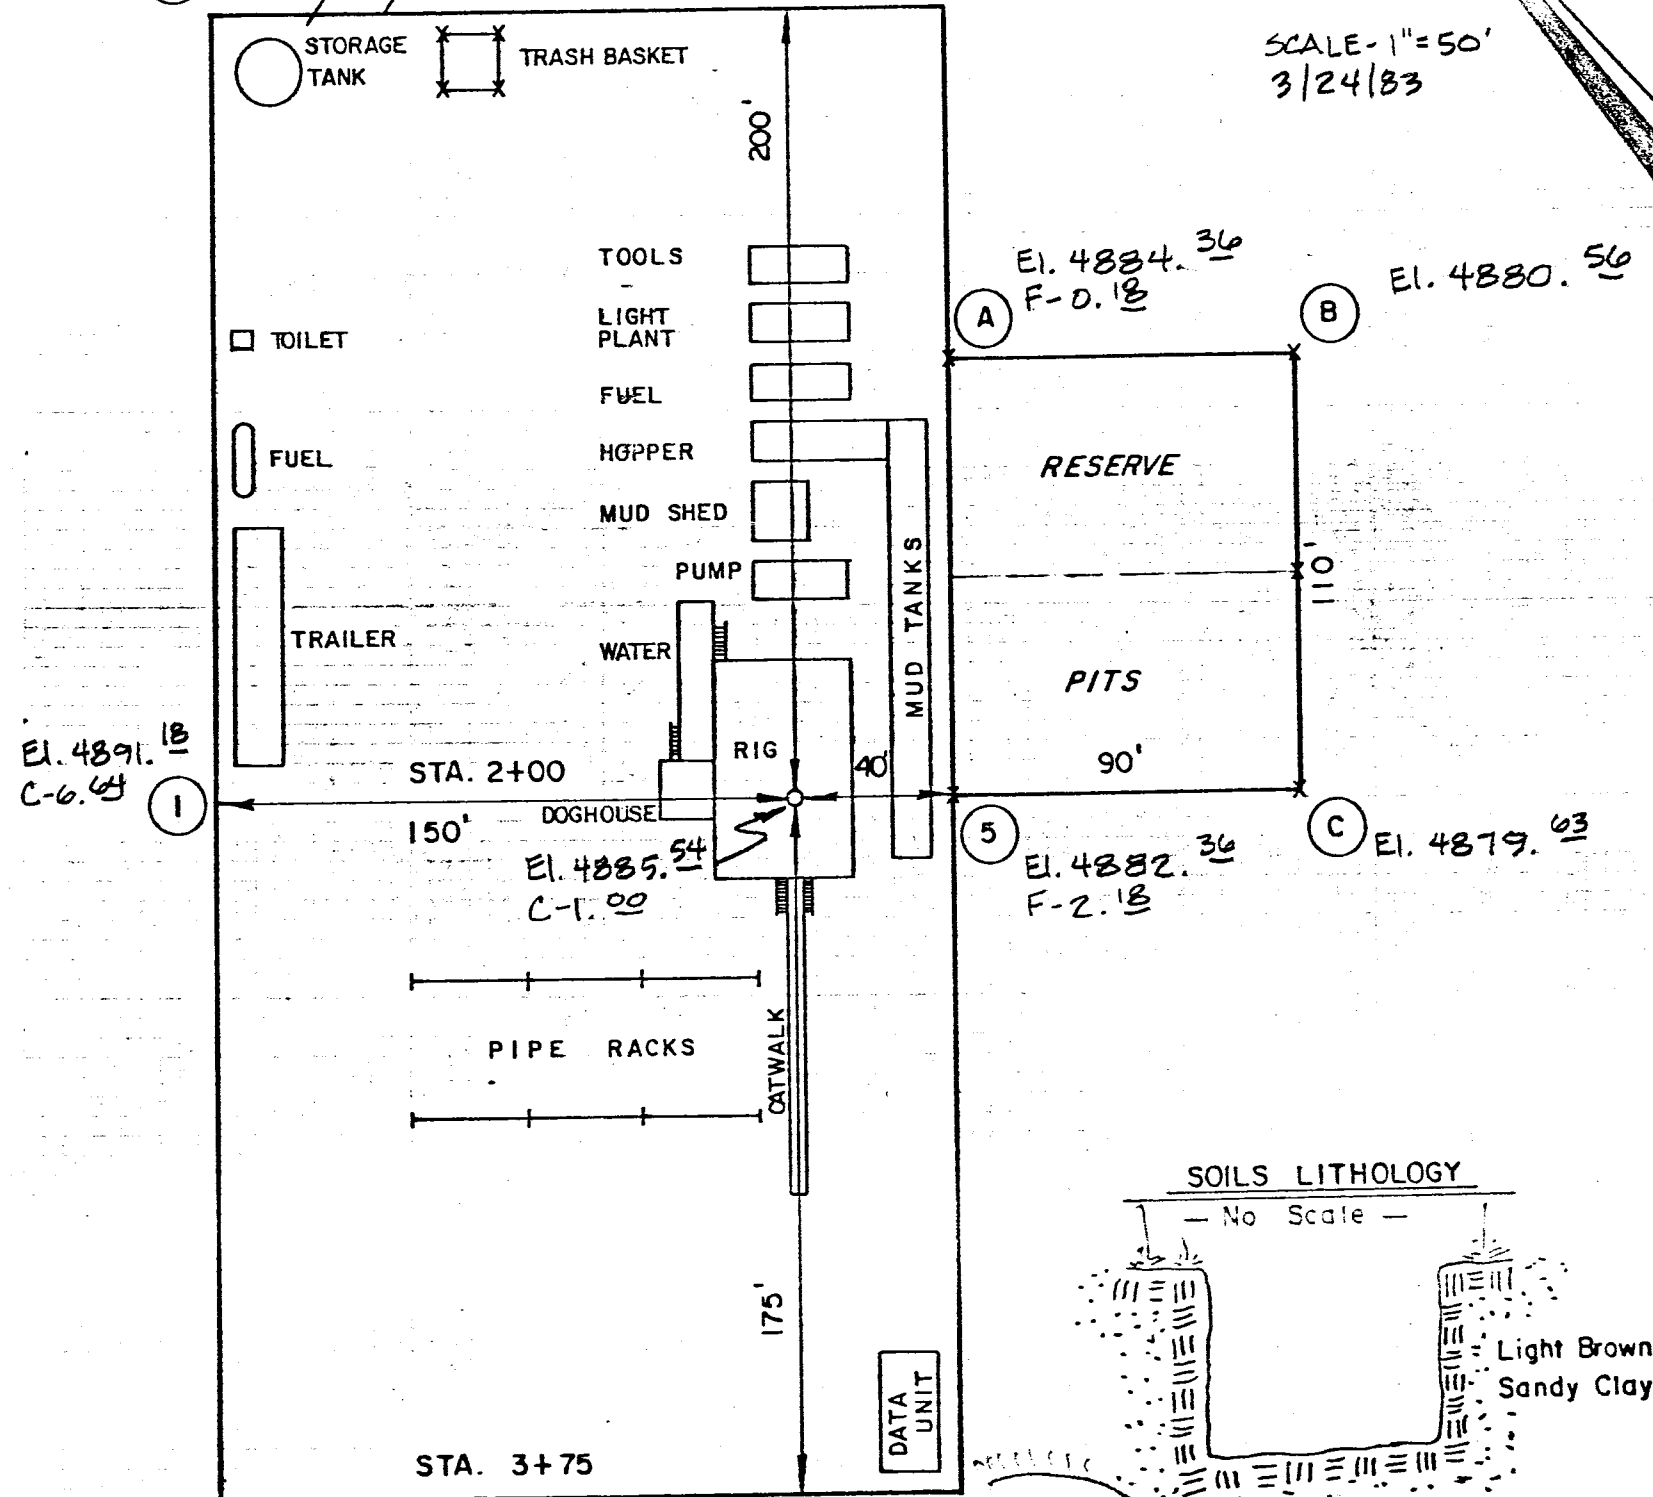 SCALE- 1"=50'
3/24/83
STORAGE
TANK
TRASH BASKET
200'
TOOLS
LIGHT
PLANT
FUEL
HOPPER
MUD SHED
PUMP
WATER
TOILET
FUEL
TRAILER
MUD TANKS
El. 4884.36
F-0.18
A
B
El. 4880.56
RESERVE
PITS
110'
90'
El. 4891.18
C-6.64
1
STA. 2+00
150'
DOGHOUSE
RIG
40'
El. 4885.54
C-1.00
5
El. 4882.36
F-2.18
C
El. 4879.63
PIPE RACKS
CATWALK
175'
DATA
UNIT
STA. 3+75
SOILS LITHOLOGY
- No Scale -
Light Brown
Sandy Clay